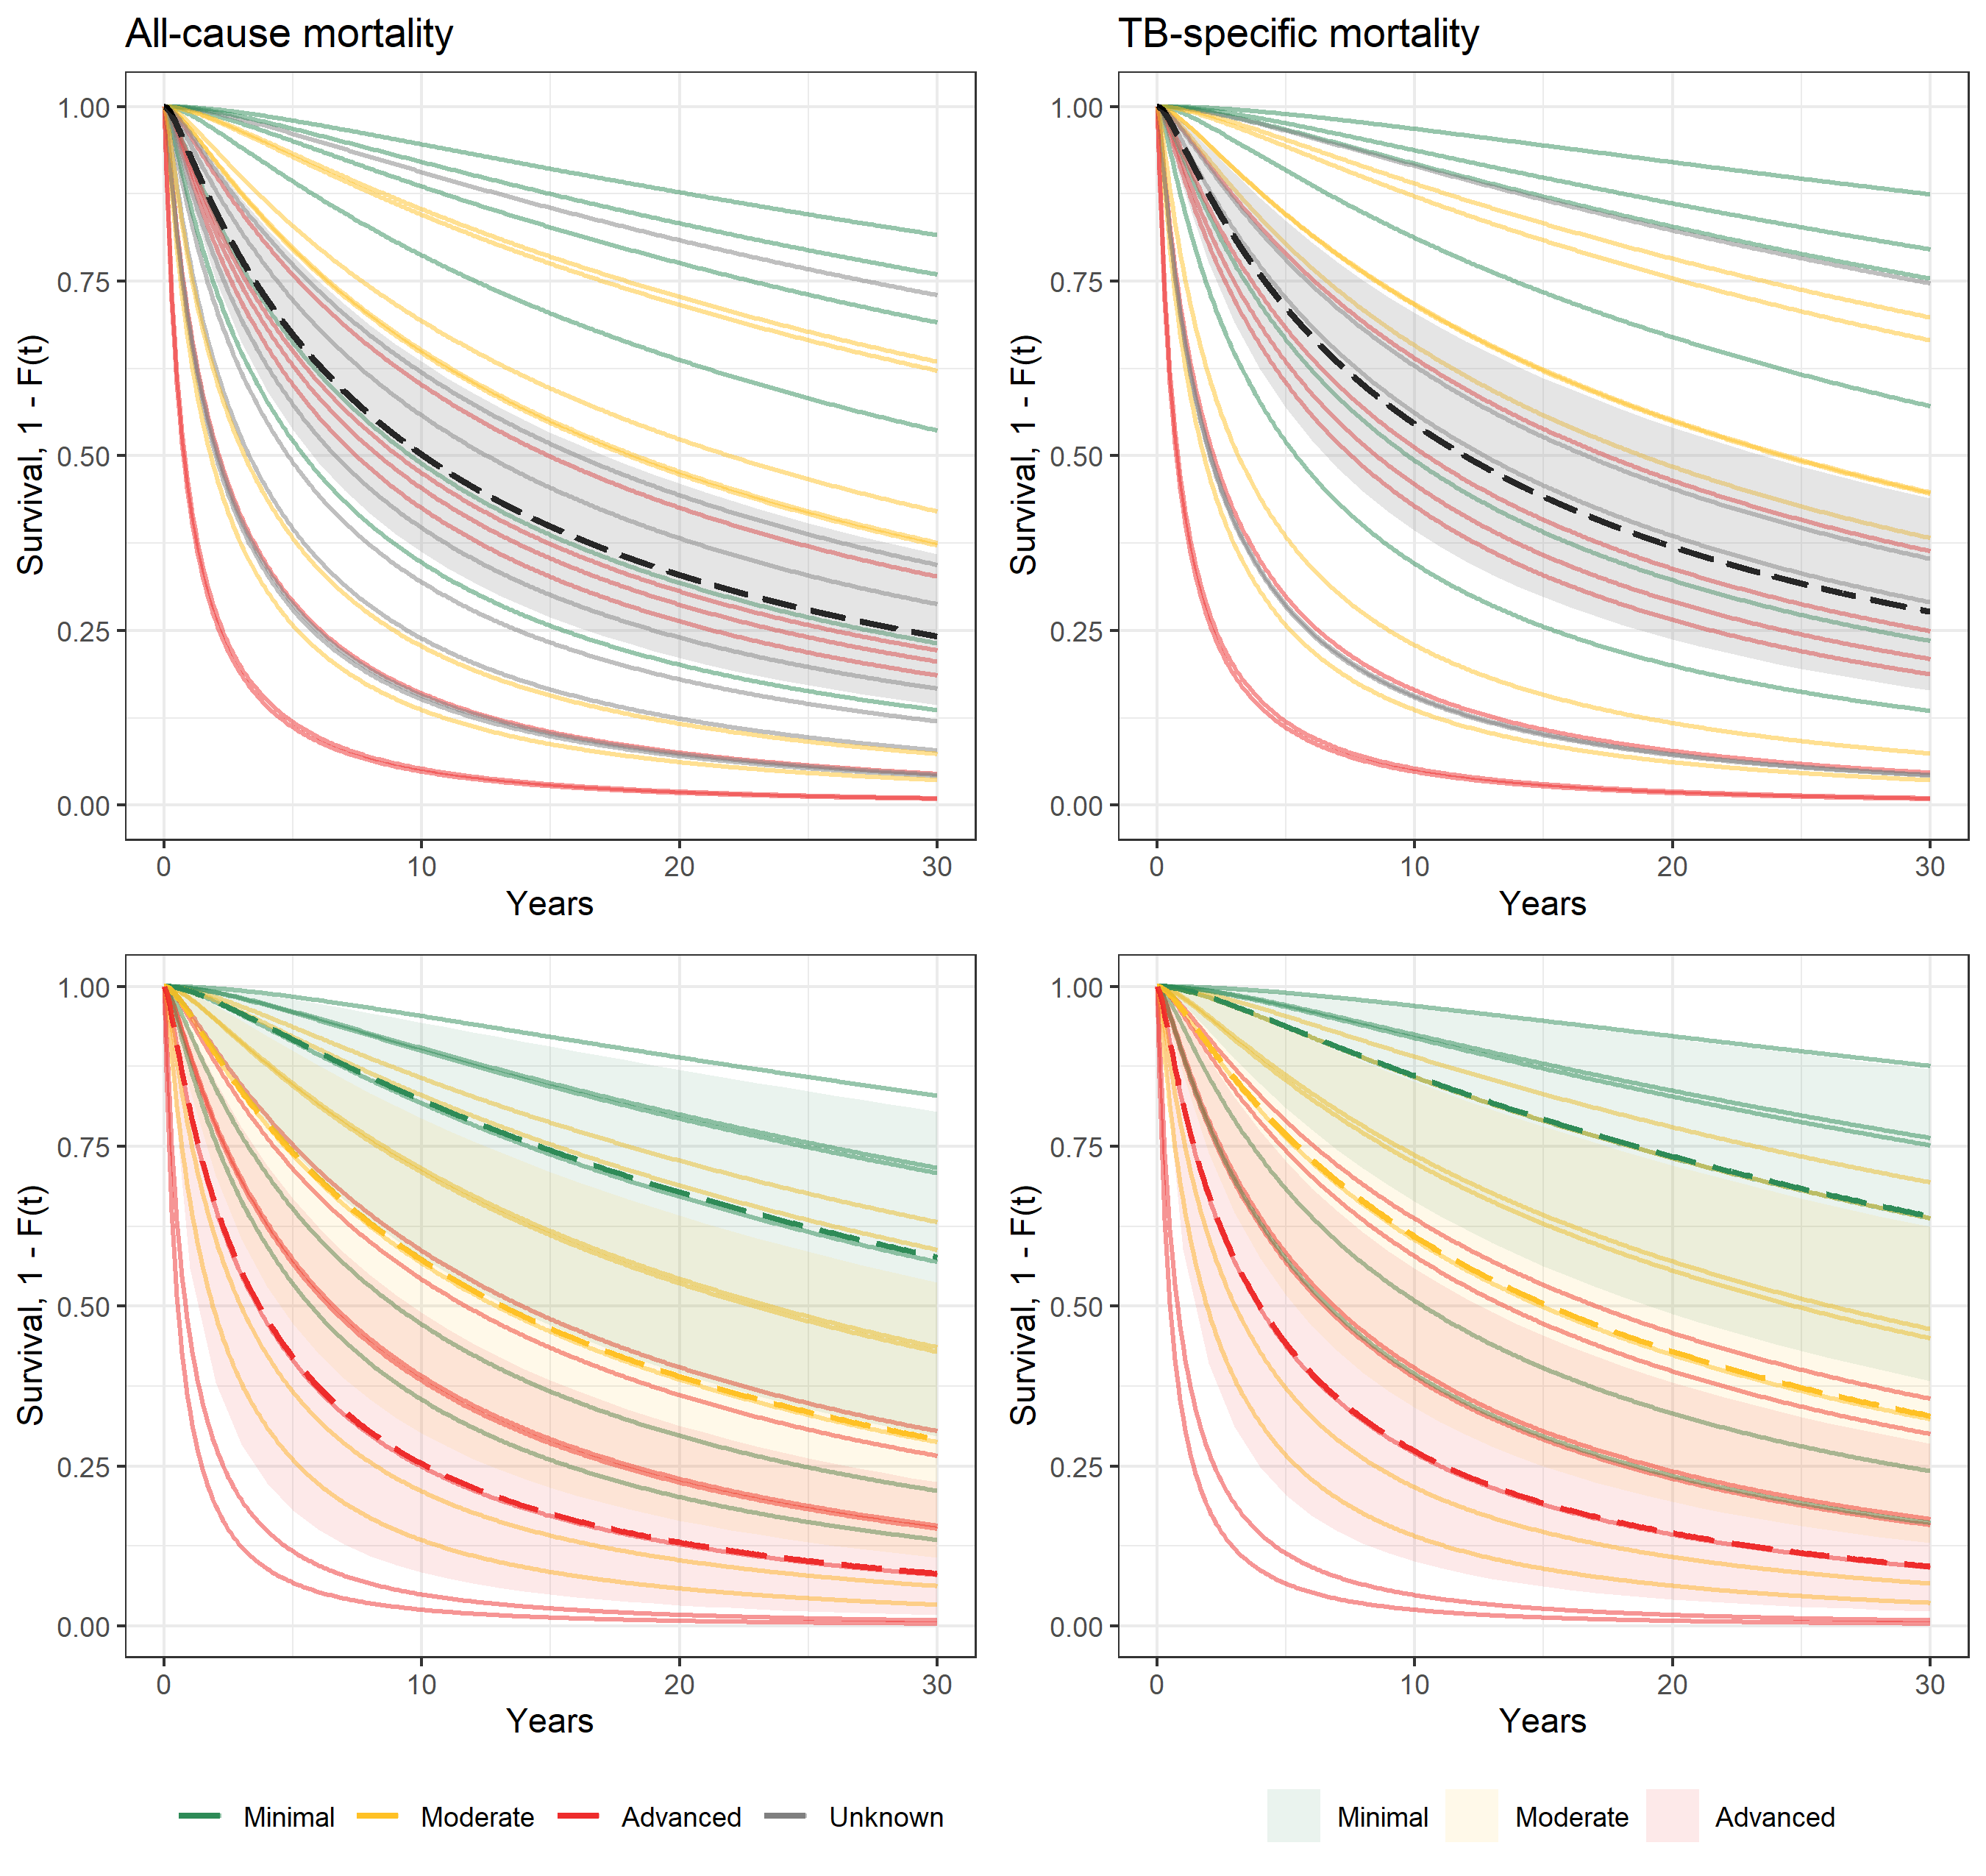 All-cause mortality
TB-specific mortality
Survival, 1 - F(t)
1.00
0.75
0.50
0.25
0.00
0 10 20 30
Years
Survival, 1 - F(t)
1.00
0.75
0.50
0.25
0.00
0 10 20 30
Years
Survival, 1 - F(t)
1.00
0.75
0.50
0.25
0.00
0 10 20 30
Years
Survival, 1 - F(t)
1.00
0.75
0.50
0.25
0.00
0 10 20 30
Years
Minimal Moderate Advanced Unknown
Minimal Moderate Advanced